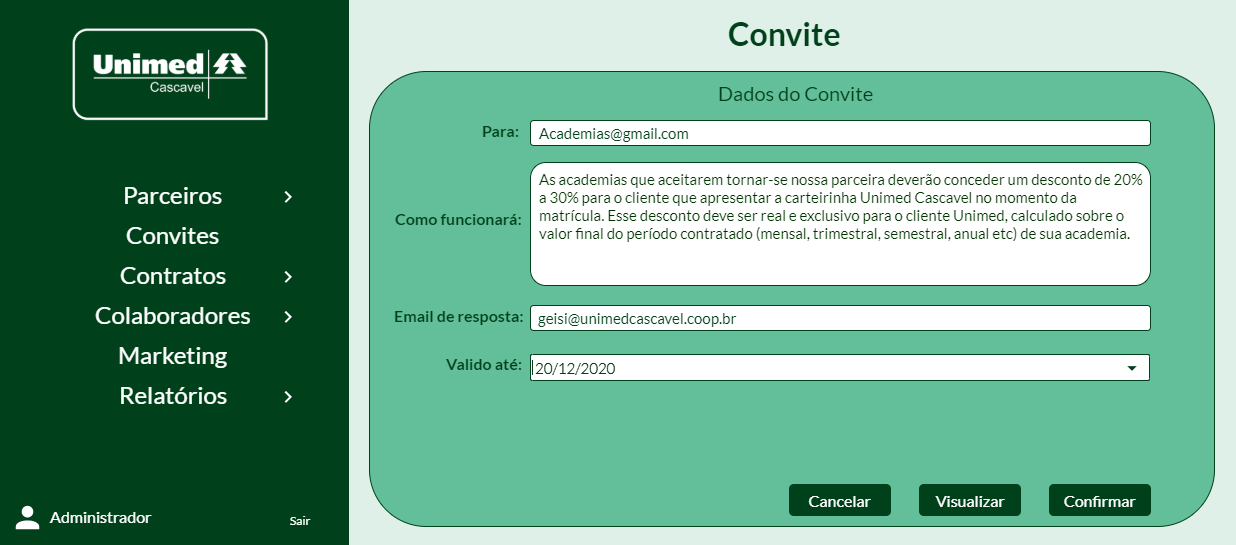 Unimed
Cascavel
Parceiros
Convites
Contratos
Colaboradores
Marketing
Relatórios
Administrador
Sair
Convite
Dados do Convite
Para: Academias@gmail.com
Como funcionará:
As academias que aceitarem tornar-se nossa parceira deverão conceder um desconto de 20%
a 30% para o cliente que apresentar a carteirinha Unimed Cascavel no momento da
matrícula. Esse desconto deve ser real e exclusivo para o cliente Unimed, calculado sobre o
valor final do período contratado (mensal, trimestral, semestral, anual etc) de sua academia.
Email de resposta: geisi@unimedcascavel.coop.br
Valido até: 20/12/2020
Cancelar Visualizar Confirmar